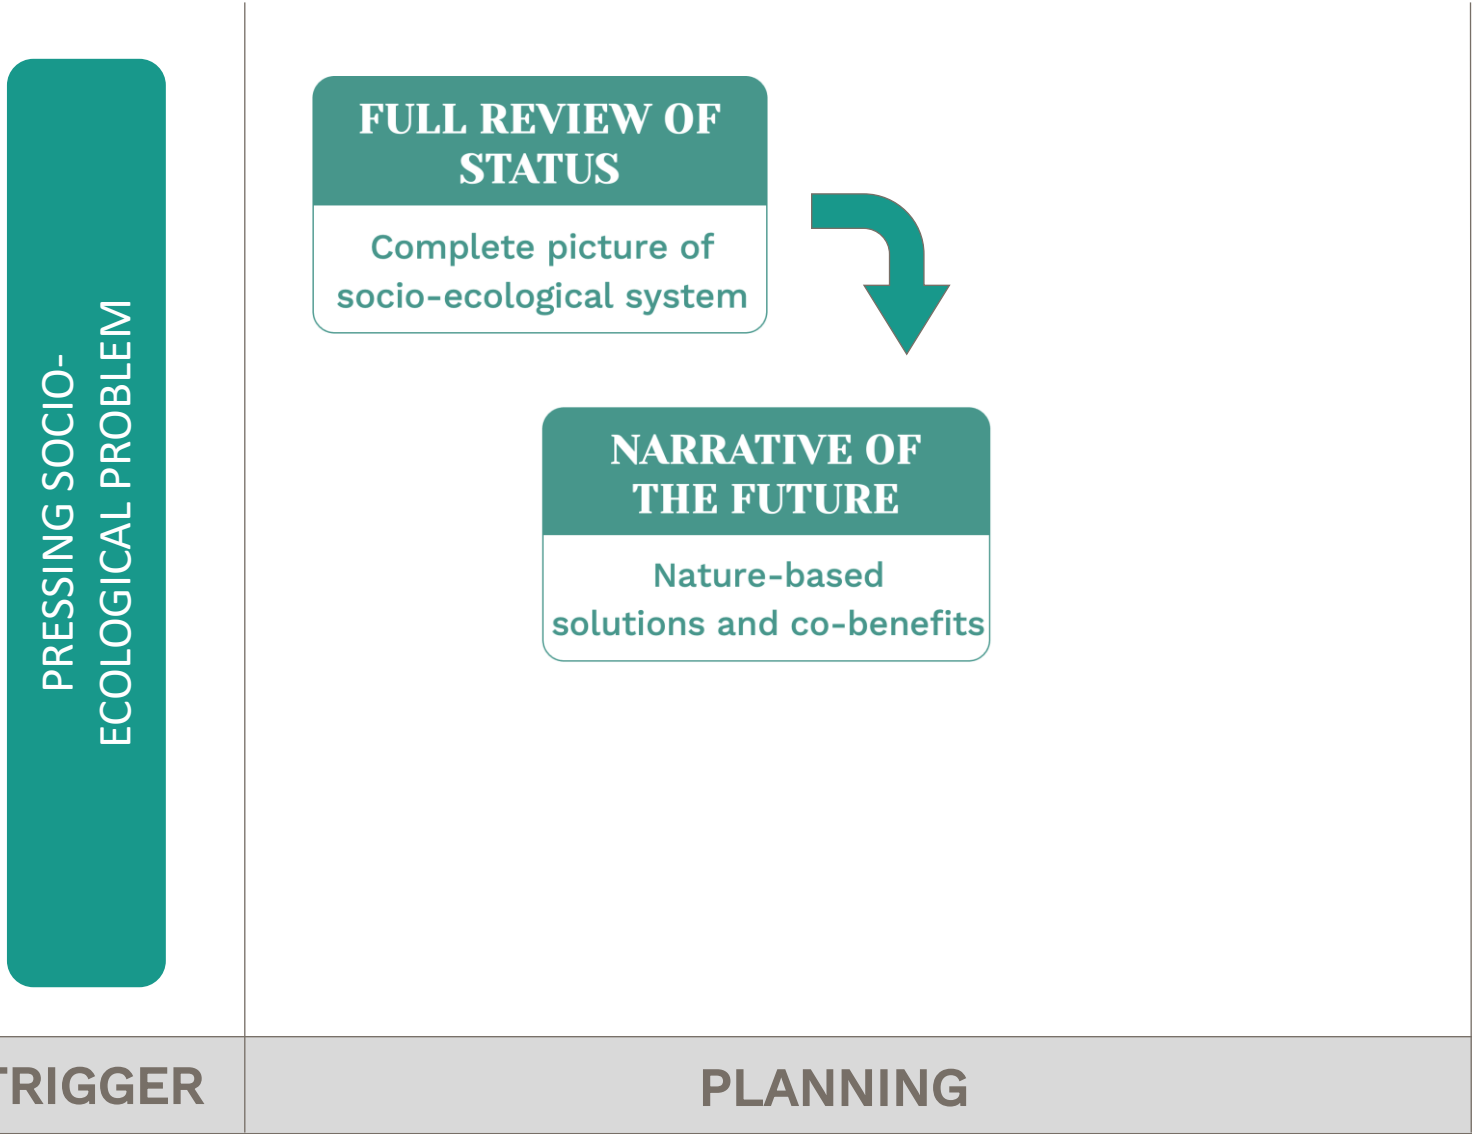 PRESSING SOCIO-
ECOLOGICAL PROBLEM
FULL REVIEW OF
STATUS
Complete picture of
socio-ecological system
NARRATIVE OF
THE FUTURE
Nature-based
solutions and co-benefits
TRIGGER
PLANNING